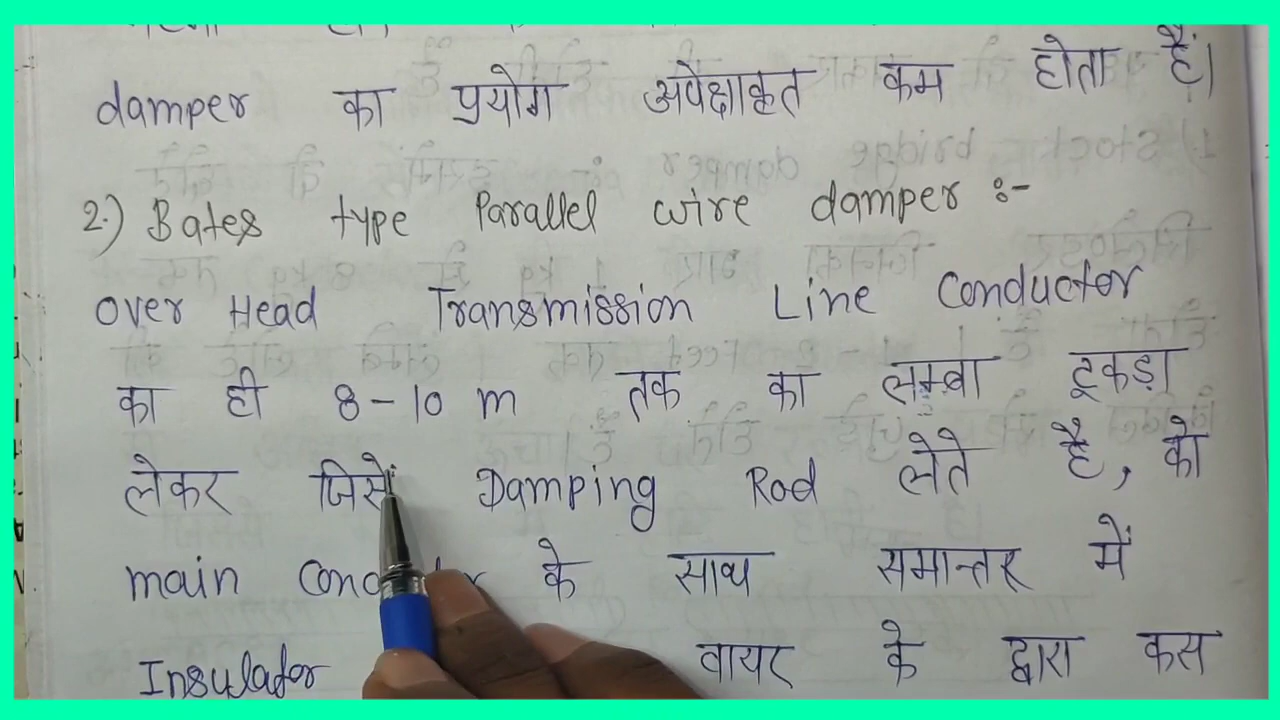 damper का प्रयोग अपेक्षाकृत कम होता है।
2.) Bates type Parallel wire damper :-
Over Head Transmission Line Conductor
का ही 8-10 m तक का लम्बा टूकड़ा
लेकर जिसे Damping Rod लेते है, को
main के साथ समान्तर में
Insulator वायर के द्वारा कस